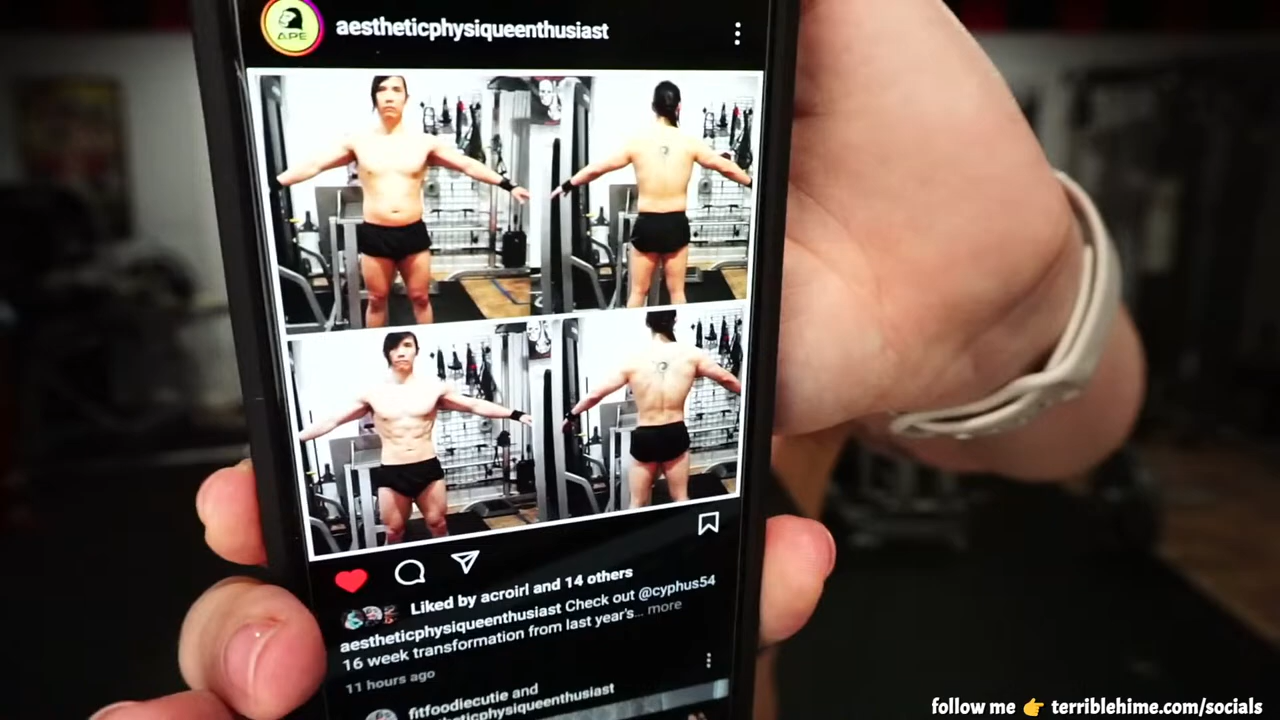 APE
aestheticphysiqueenthusiast
Liked by acroirl and 14 others
aestheticphysiqueenthusiast Check out @cyphus54
16 week transformation from last year's... more
11 hours ago
fitfoodiecutie and
theticphysiqueenthusiast
follow me 👉 terriblehime.com/socials